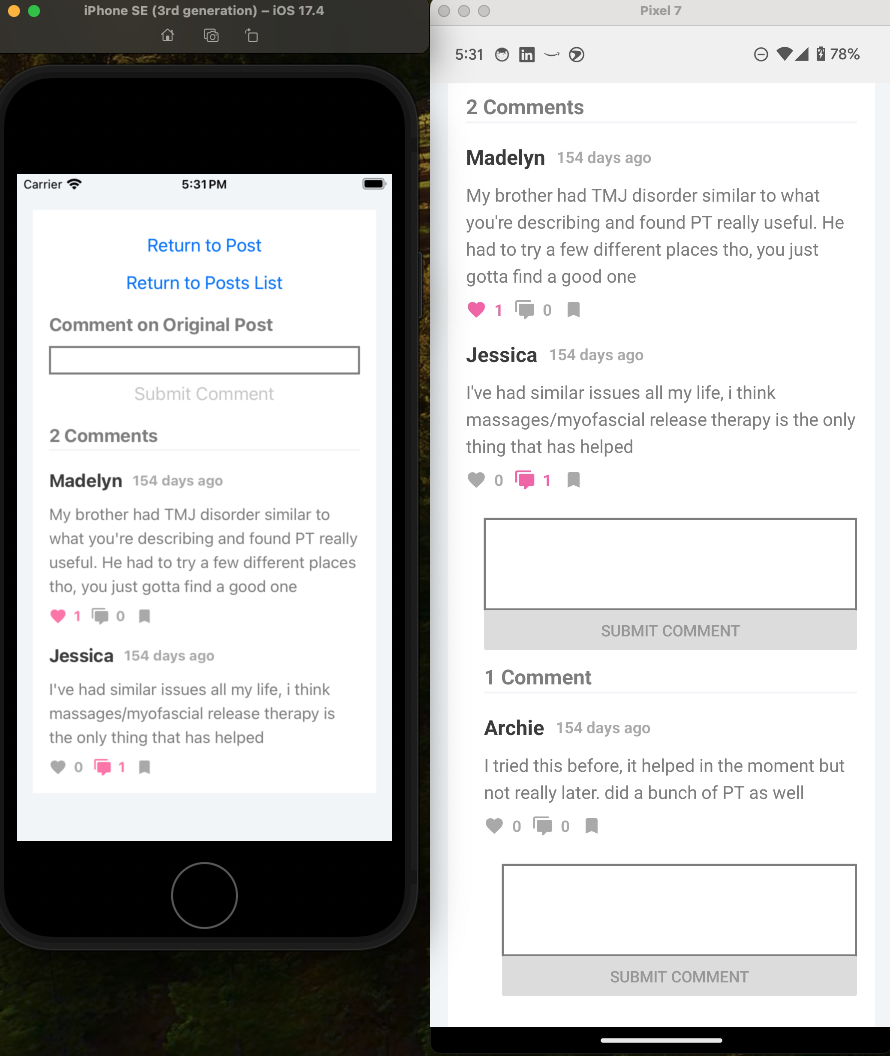 iPhone SE (3rd generation) – iOS 17.4
Carrier
5:31 PM
Return to Post
Return to Posts List
Comment on Original Post
Submit Comment
2 Comments
Madelyn 154 days ago
My brother had TMJ disorder similar to
what you're describing and found PT really
useful. He had to try a few different places
tho, you just gotta find a good one
1 0
Jessica 154 days ago
I've had similar issues all my life, i think
massages/myofascial release therapy is
the only thing that has helped
0 1
Pixel 7
5:31
in
78%
2 Comments
Madelyn 154 days ago
My brother had TMJ disorder similar to what
you're describing and found PT really useful. He
had to try a few different places tho, you just
gotta find a good one
1 0
Jessica 154 days ago
I've had similar issues all my life, i think
massages/myofascial release therapy is the only
thing that has helped
0 1
SUBMIT COMMENT
1 Comment
Archie 154 days ago
I tried this before, it helped in the moment but
not really later. did a bunch of PT as well
0 0
SUBMIT COMMENT